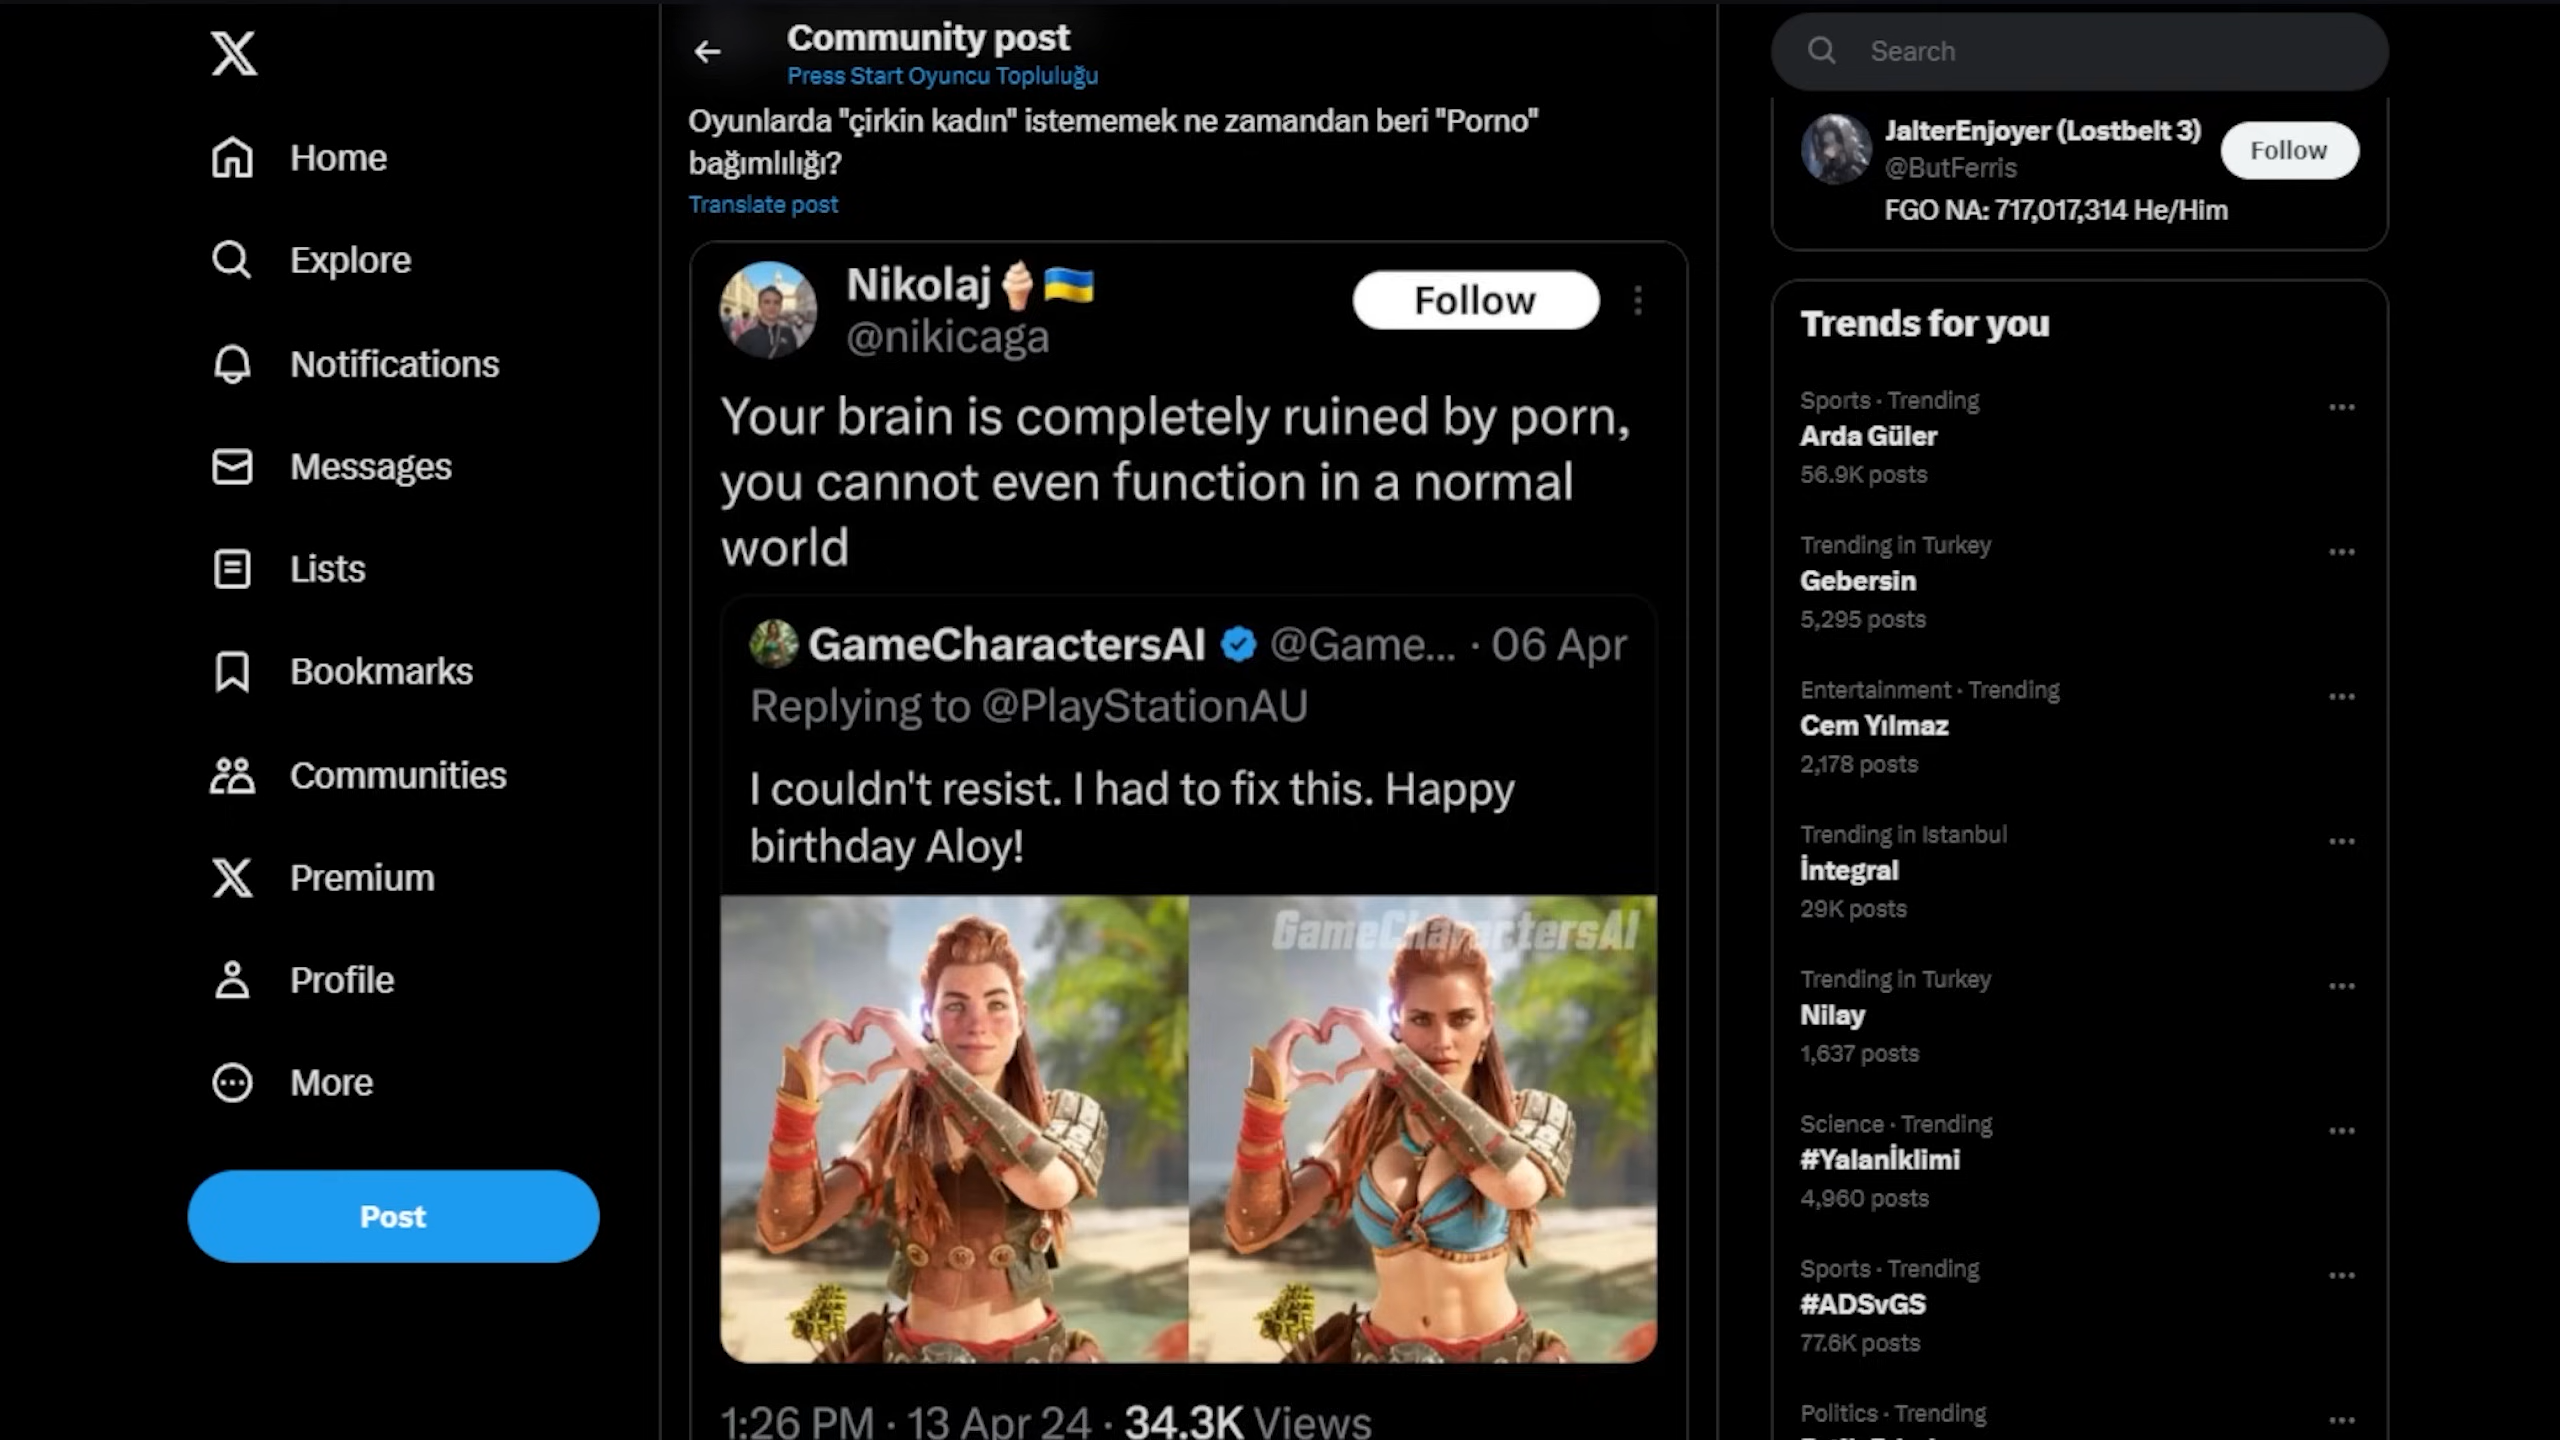 Home
Explore
Notifications
Messages
Lists
Bookmarks
Communities
Premium
Profile
More
Post
Community post
Press Start Oyuncu Topluluğu
Oyunlarda "çirkin kadın" istememek ne zamandan beri "Porno"
bağımlılığı?
Translate post
Nikolaj
@nikicaga
Follow
Your brain is completely ruined by porn,
you cannot even function in a normal
world
GameCharactersAI @Game... · 06 Apr
Replying to @PlayStationAU
I couldn't resist. I had to fix this. Happy
birthday Aloy!
GameCharactersAI
1:26 PM · 13 Apr 24 · 34.3K Views
Search
JalterEnjoyer (Lostbelt 3)
@ButFerris
Follow
FGO NA: 717,017,314 He/Him
Trends for you
Sports · Trending
Arda Güler
56.9K posts
Trending in Turkey
Gebersin
5,295 posts
Entertainment · Trending
Cem Yılmaz
2,178 posts
Trending in Istanbul
İntegral
29K posts
Trending in Turkey
Nilay
1,637 posts
Science · Trending
#Yalanİklimi
4,960 posts
Sports · Trending
#ADSvGS
77.6K posts
Politics · Trending